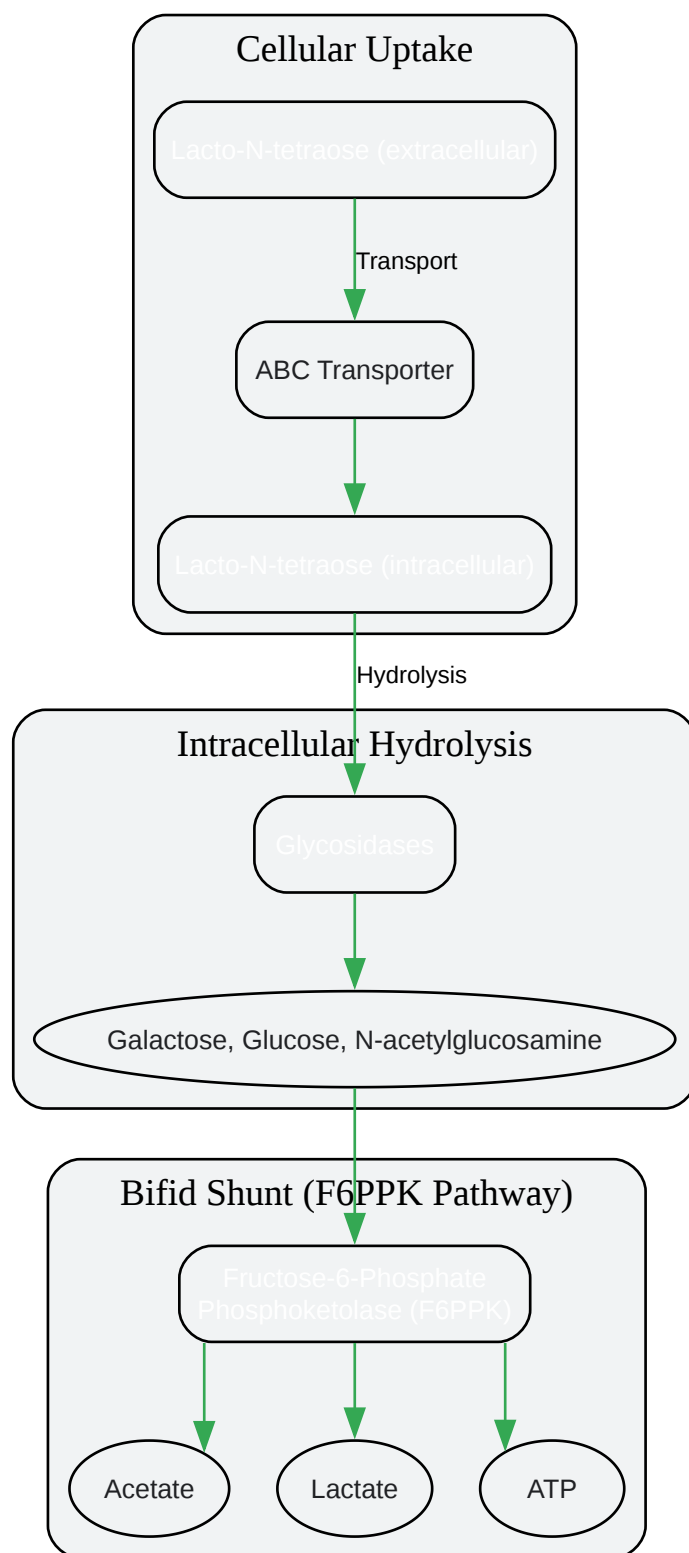 Cellular Uptake
Lacto-N-tetraose (extracellular)
Transport
ABC Transporter
Lacto-N-tetraose (intracellular)
Hydrolysis
Intracellular Hydrolysis
Glycosidases
Galactose, Glucose, N-acetylglucosamine
Bifid Shunt (F6PPK Pathway)
Fructose-6-Phosphate
Phosphoketolase (F6PPK)
Acetate
Lactate
ATP